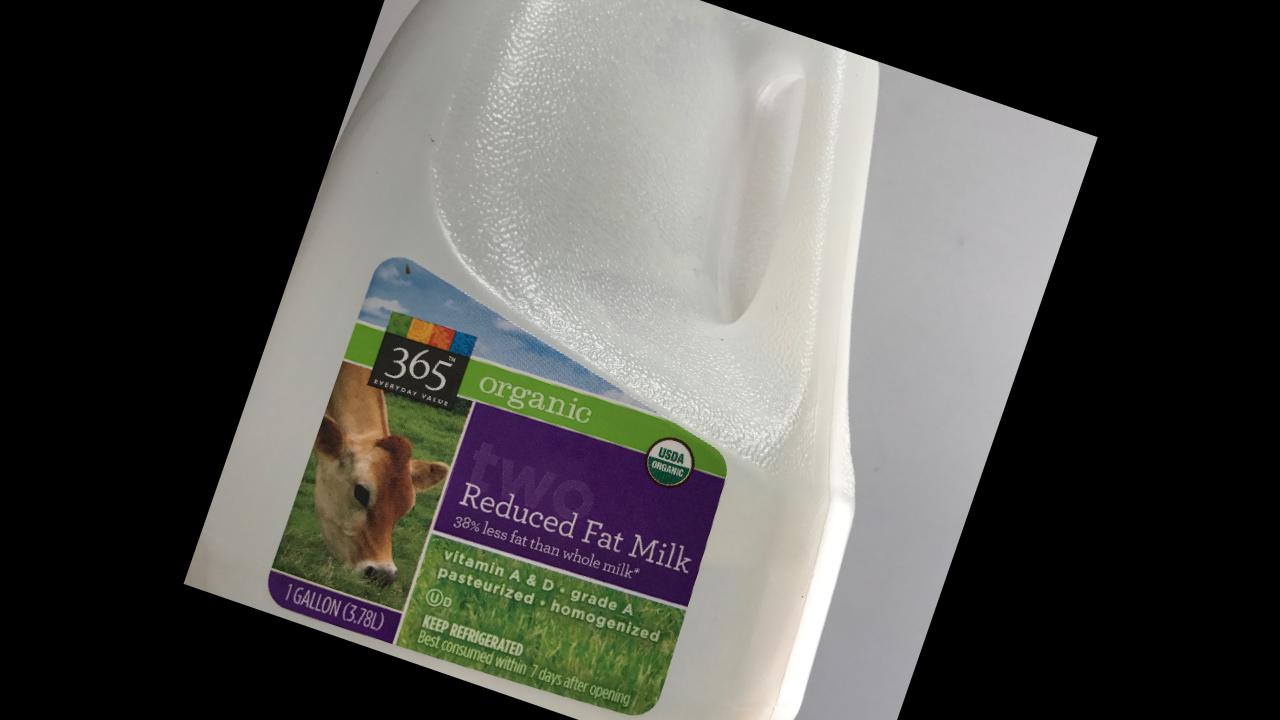 365™
EVERYDAY VALUE
organic
USDA
ORGANIC
two
Reduced Fat Milk
38% less fat than whole milk*
vitamin A & D • grade A
pasteurized • homogenized
U D
KEEP REFRIGERATED
Best consumed within 7 days after opening
1 GALLON (3.78L)